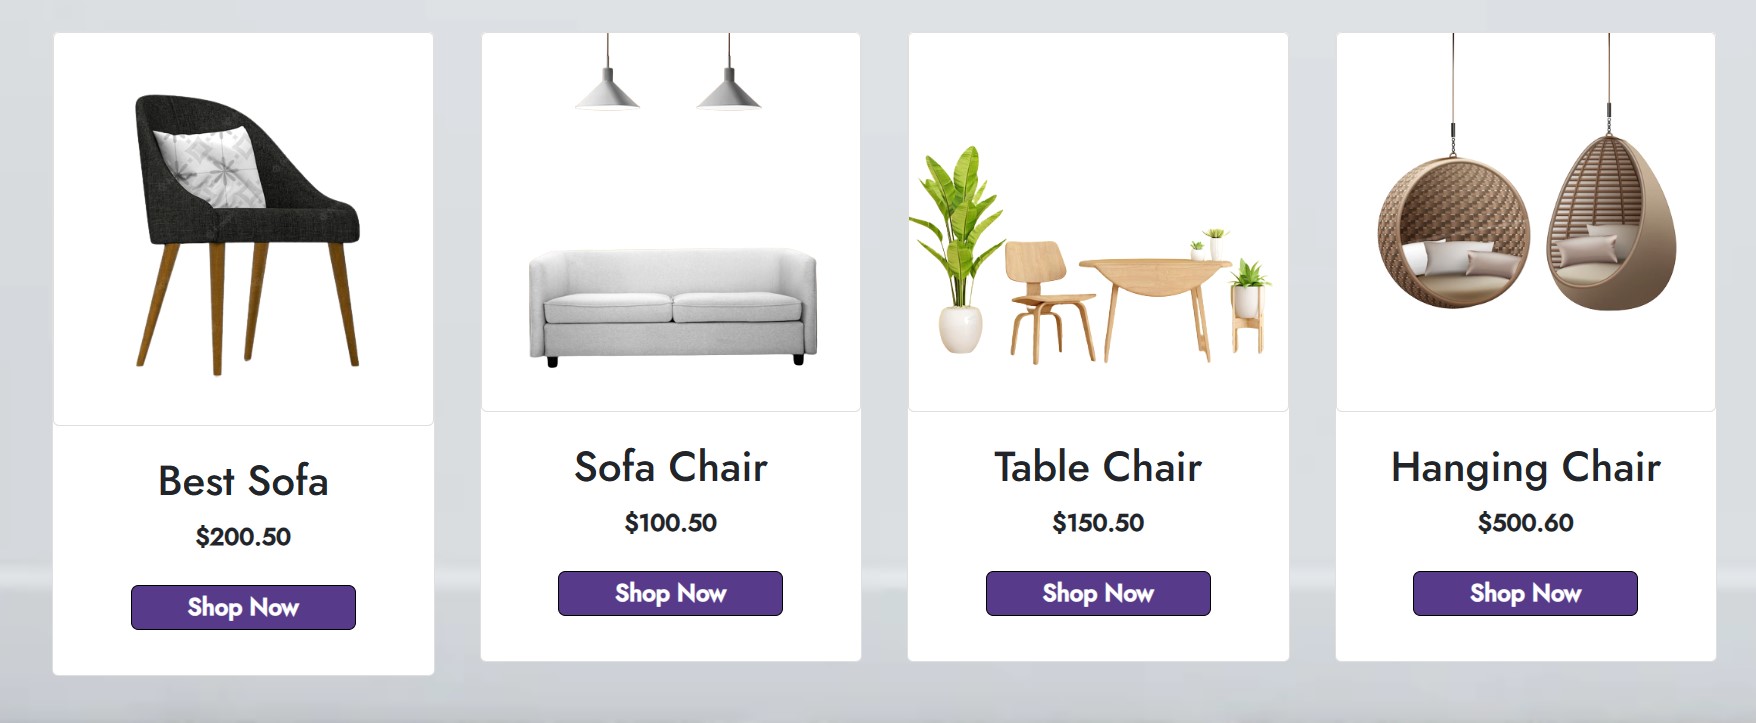 Best Sofa
$200.50
Shop Now
Sofa Chair
$100.50
Shop Now
Table Chair
$150.50
Shop Now
Hanging Chair
$500.60
Shop Now